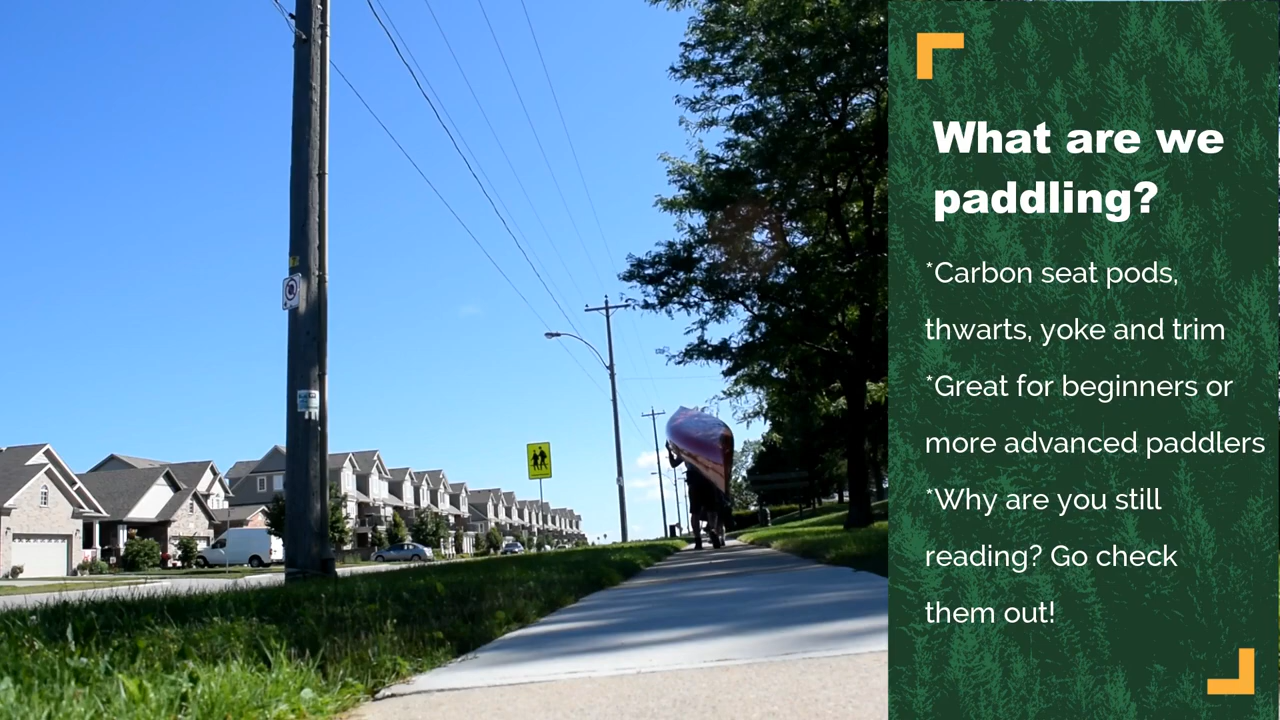 What are we
paddling?
*Carbon seat pods,
thwarts, yoke and trim
*Great for beginners or
more advanced paddlers
*Why are you still
reading? Go check
them out!